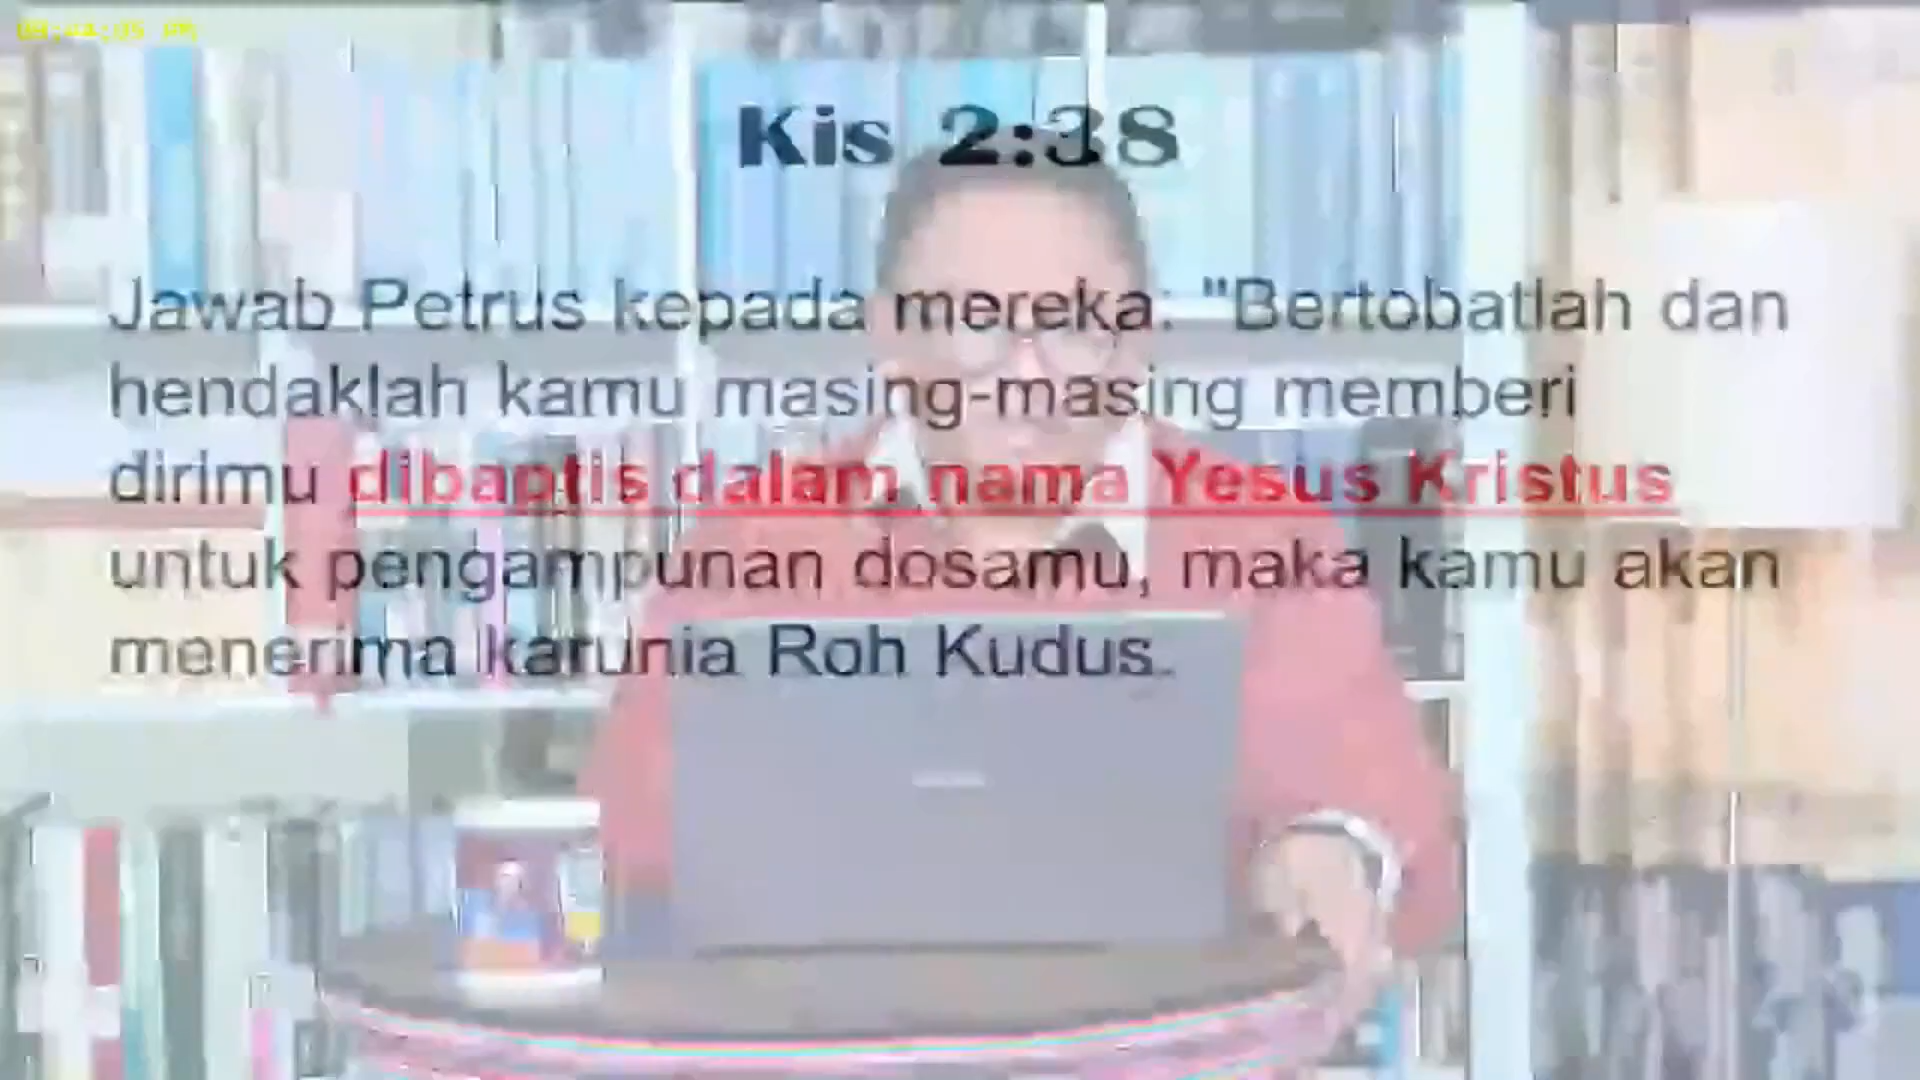 Kis 2:38
Jawab Petrus kepada mereka: "Bertobatlah dan
hendaklah kamu masing-masing memberi
dirimu dibaptis dalam nama Yesus Kristus
untuk pengampunan dosamu, maka kamu akan
menerima karunia Roh Kudus.